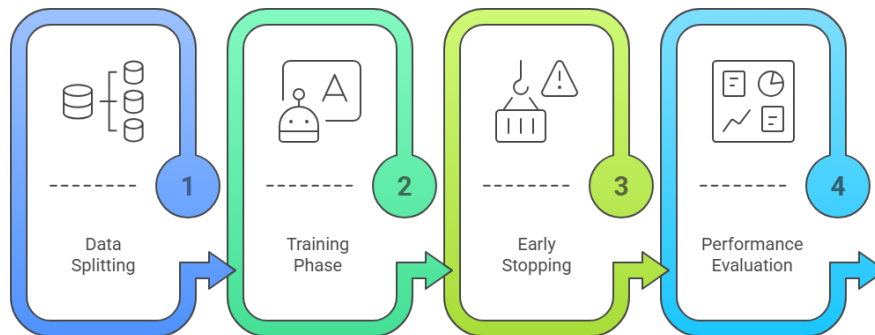 A
1
2
3
4
Data
Splitting
Training
Phase
Early
Stopping
Performance
Evaluation